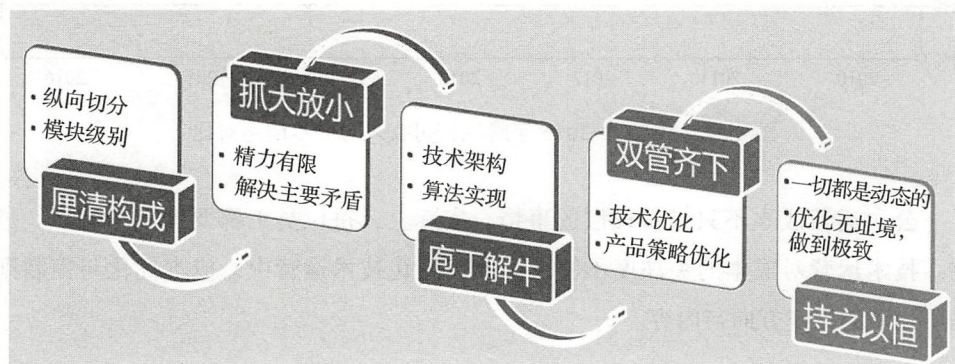 · 纵向切分
· 模块级别
厘清构成
抓大放小
· 精力有限
· 解决主要矛盾
· 技术架构
· 算法实现
庖丁解牛
双管齐下
· 技术优化
· 产品策略优化
· 一切都是动态的
· 优化无址境，
做到极致
持之以恒